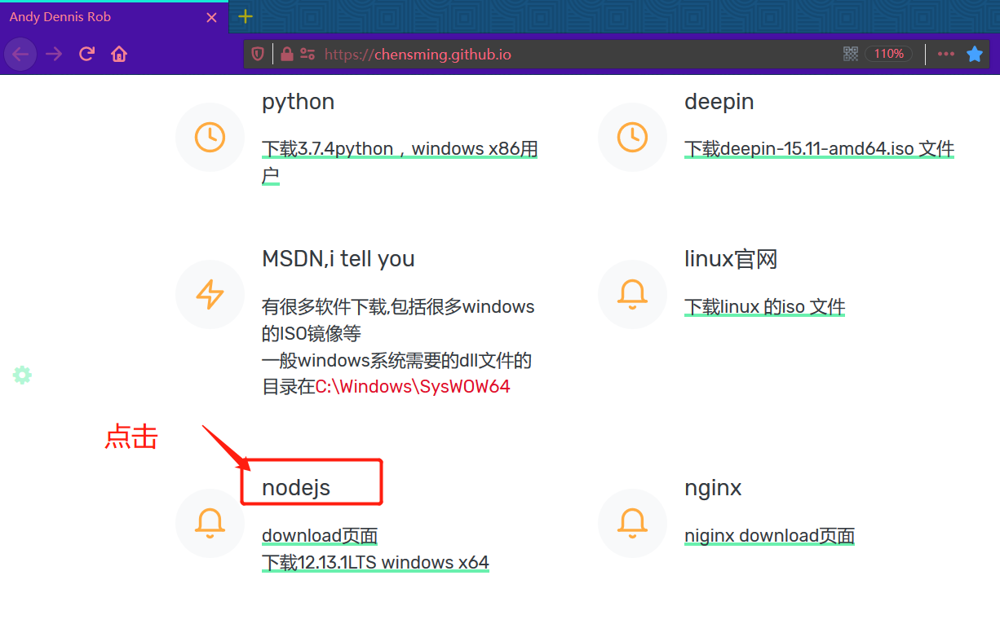 Andy Dennis Rob
https://chensming.github.io
110%
python
下载3.7.4python，windows x86用
户
deepin
下载deepin-15.11-amd64.iso 文件
MSDN,i tell you
有很多软件下载,包括很多windows
的ISO镜像等
一般windows系统需要的dll文件的
目录在C:\Windows\SysWOW64
linux官网
下载linux 的iso 文件
点击
nodejs
download页面
下载12.13.1LTS windows x64
nginx
niginx download页面